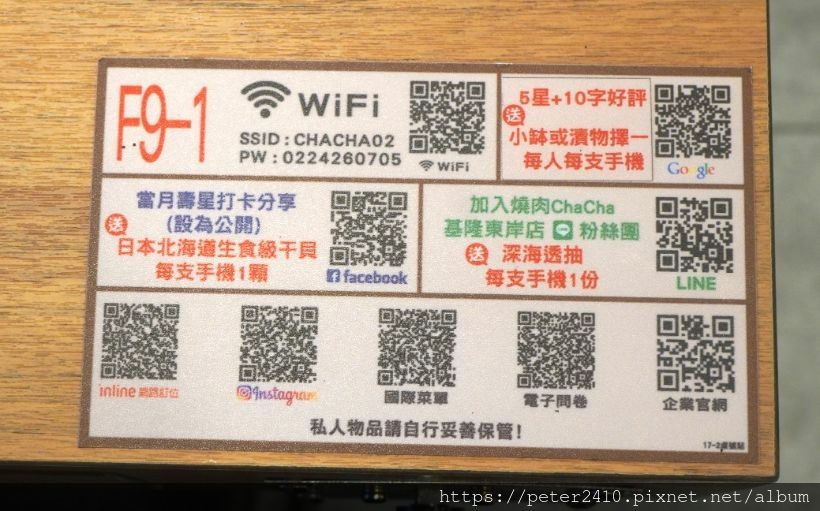 F9-1
WiFi
SSID : CHACHA02
PW : 0224260705
WiFi
5星+10字好評
送
小缽或漬物擇一
每人每支手機
Google
當月壽星打卡分享
(設為公開)
送
日本北海道生食級干貝
每支手機1顆
facebook
加入燒肉ChaCha
基隆東岸店 粉絲團
送 深海透抽
每支手機1份
LINE
inline 網路訂位
Instagram
國際菜單
電子問卷
企業官網
私人物品請自行妥善保管!
17-2桌號貼
https://peter2410.pixnet.net/album